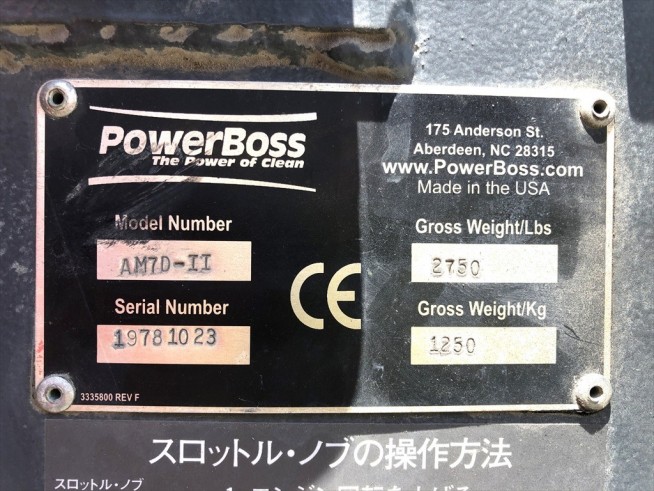 PowerBoss
The Power of Clean
175 Anderson St.
Aberdeen, NC 28315
www.PowerBoss.com
Made in the USA
Model Number
AM7D-II
Gross Weight/Lbs
2750
Serial Number
19781023
CE
Gross Weight/Kg
1250
3335800 REV F
スロットル・ノブの操作方法
スロットル・ノブ